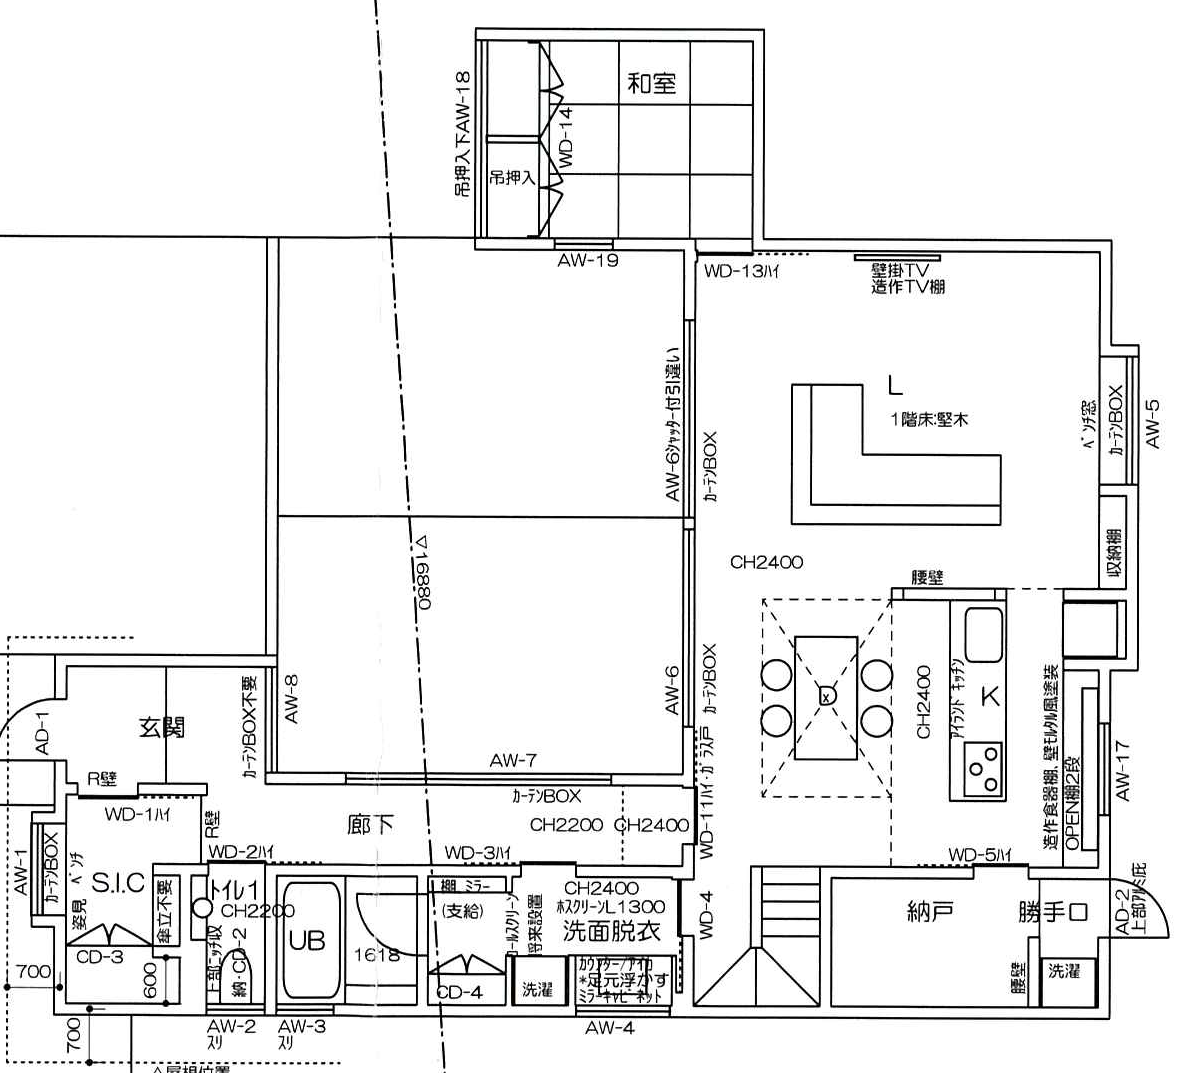 和室
吊押入下AW-18
WD-14
吊押入
AW-19
WD-13ﾊｲ
壁掛TV
造作TV棚
L
1階床:堅木
AW-6ｼｬｯﾀｰ付引違い
ｶｰﾃﾝBOX
ﾍﾞﾝﾁ窓
ｶｰﾃﾝBOX
AW-5
収納棚
CH2400
腰壁
▽16880
AW-8
ｶｰﾃﾝBOX不要
AW-6
ｶｰﾃﾝBOX
D
CH2400
ｱｲﾗﾝﾄﾞｷｯﾁﾝ
K
造作食器棚、壁ﾓﾙﾀﾙ風塗装
OPEN棚2段
AW-17
AD-1
玄関
R壁
WD-1ﾊｲ
R壁
AW-7
ｶｰﾃﾝBOX
廊下
CH2200
CH2400
WD-11ﾊｲ・ｶﾞﾗｽ戸
AW-1
ｶｰﾃﾝBOX
姿見
ﾍﾞﾝﾁ
S.I.C
傘立不要
CD-3
WD-2ﾊｲ
トイレ1
CH2200
上部ﾆｯﾁ収
納・CD-2
UB
1618
WD-3ﾊｲ
棚 ミラー
(支給)
CD-4
ﾛｰﾙｽｸﾘｰﾝ
将来設置
CH2400
ﾎｽｸﾘｰﾝL1300
洗面脱衣
ｶｳﾝﾀｰ/ｱｲｶ
*足元浮かす
ﾐﾗｰｷｬﾋﾞﾈｯﾄ
洗濯
WD-4
WD-5ﾊｲ
納戸
勝手口
AD-2
上部ｱﾙﾐ庇
腰壁
洗濯
700
600
700
AW-2
ｽﾘ
AW-3
ｽﾘ
AW-4
△屋根位置